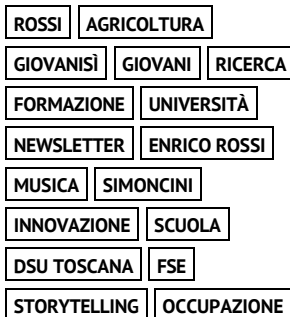 ROSSI AGRICOLTURA
GIOVANISÌ GIOVANI RICERCA
FORMAZIONE UNIVERSITÀ
NEWSLETTER ENRICO ROSSI
MUSICA SIMONCINI
INNOVAZIONE SCUOLA
DSU TOSCANA FSE
STORYTELLING OCCUPAZIONE